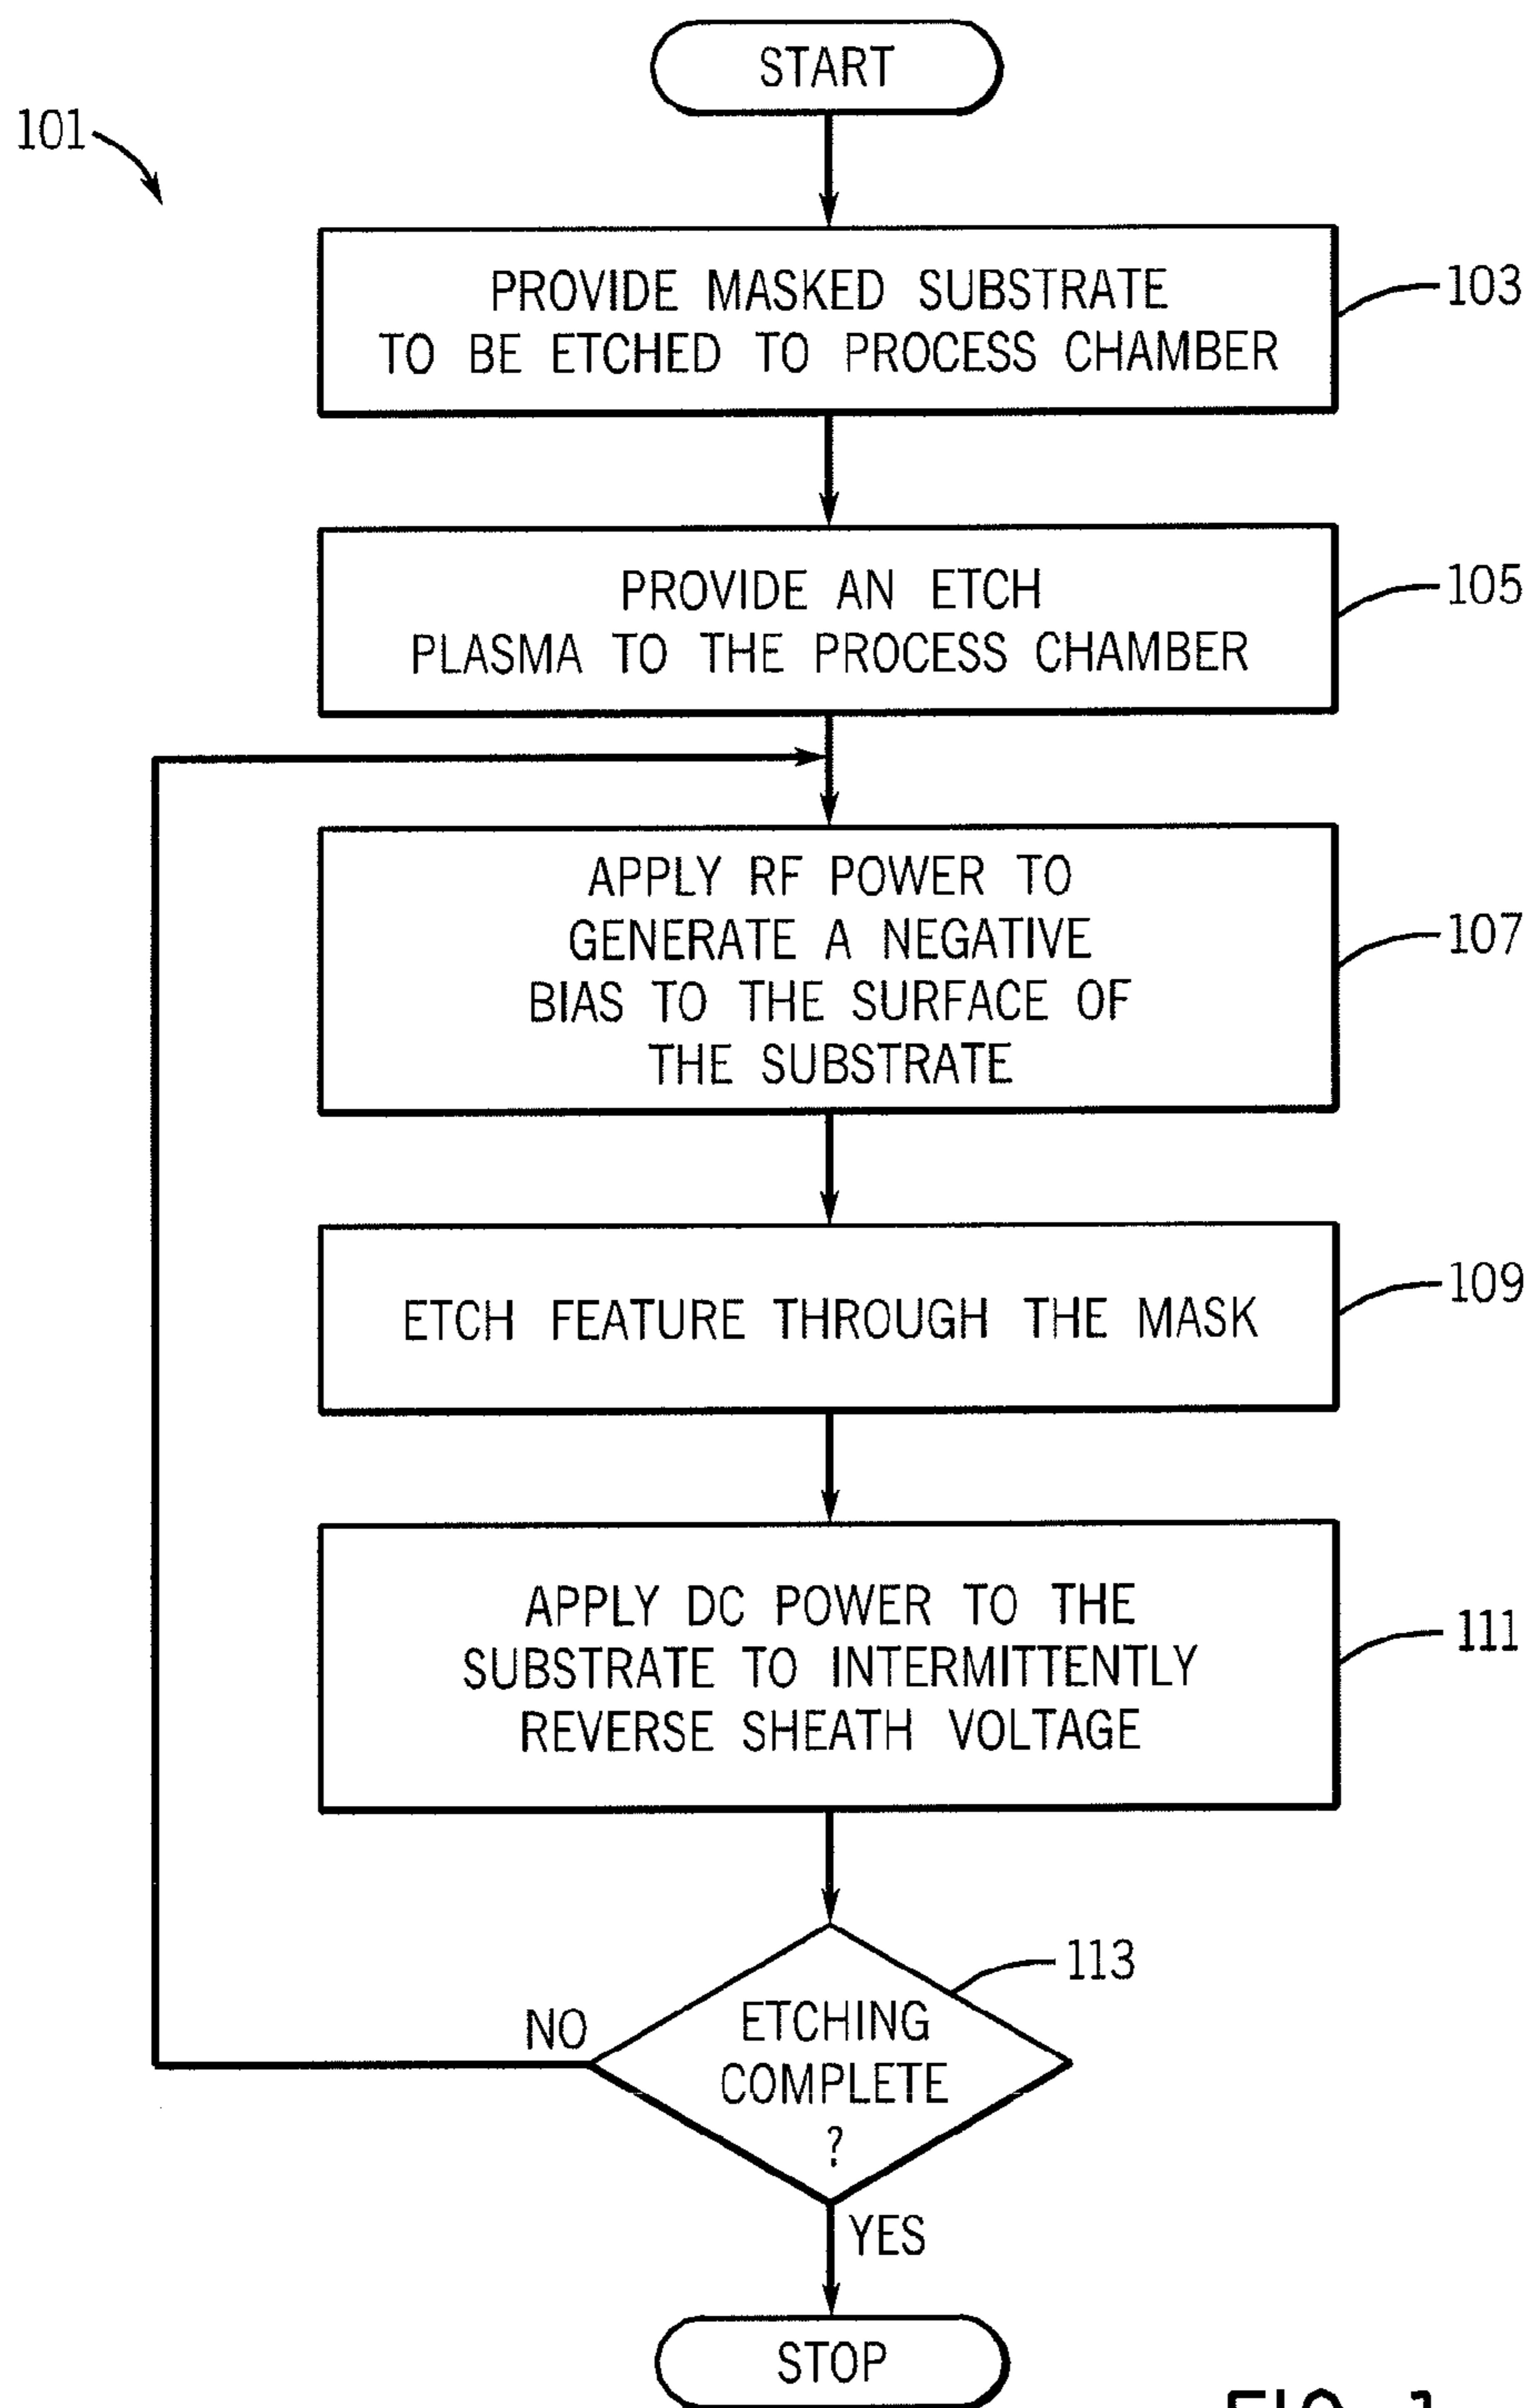 START
101
PROVIDE MASKED SUBSTRATE
TO BE ETCHED TO PROCESS CHAMBER
103
PROVIDE AN ETCH
PLASMA TO THE PROCESS CHAMBER
105
APPLY RF POWER TO
GENERATE A NEGATIVE
BIAS TO THE SURFACE OF
THE SUBSTRATE
107
ETCH FEATURE THROUGH THE MASK
109
APPLY DC POWER TO THE
SUBSTRATE TO INTERMITTENTLY
REVERSE SHEATH VOLTAGE
111
113
NO
ETCHING
COMPLETE
?
YES
STOP